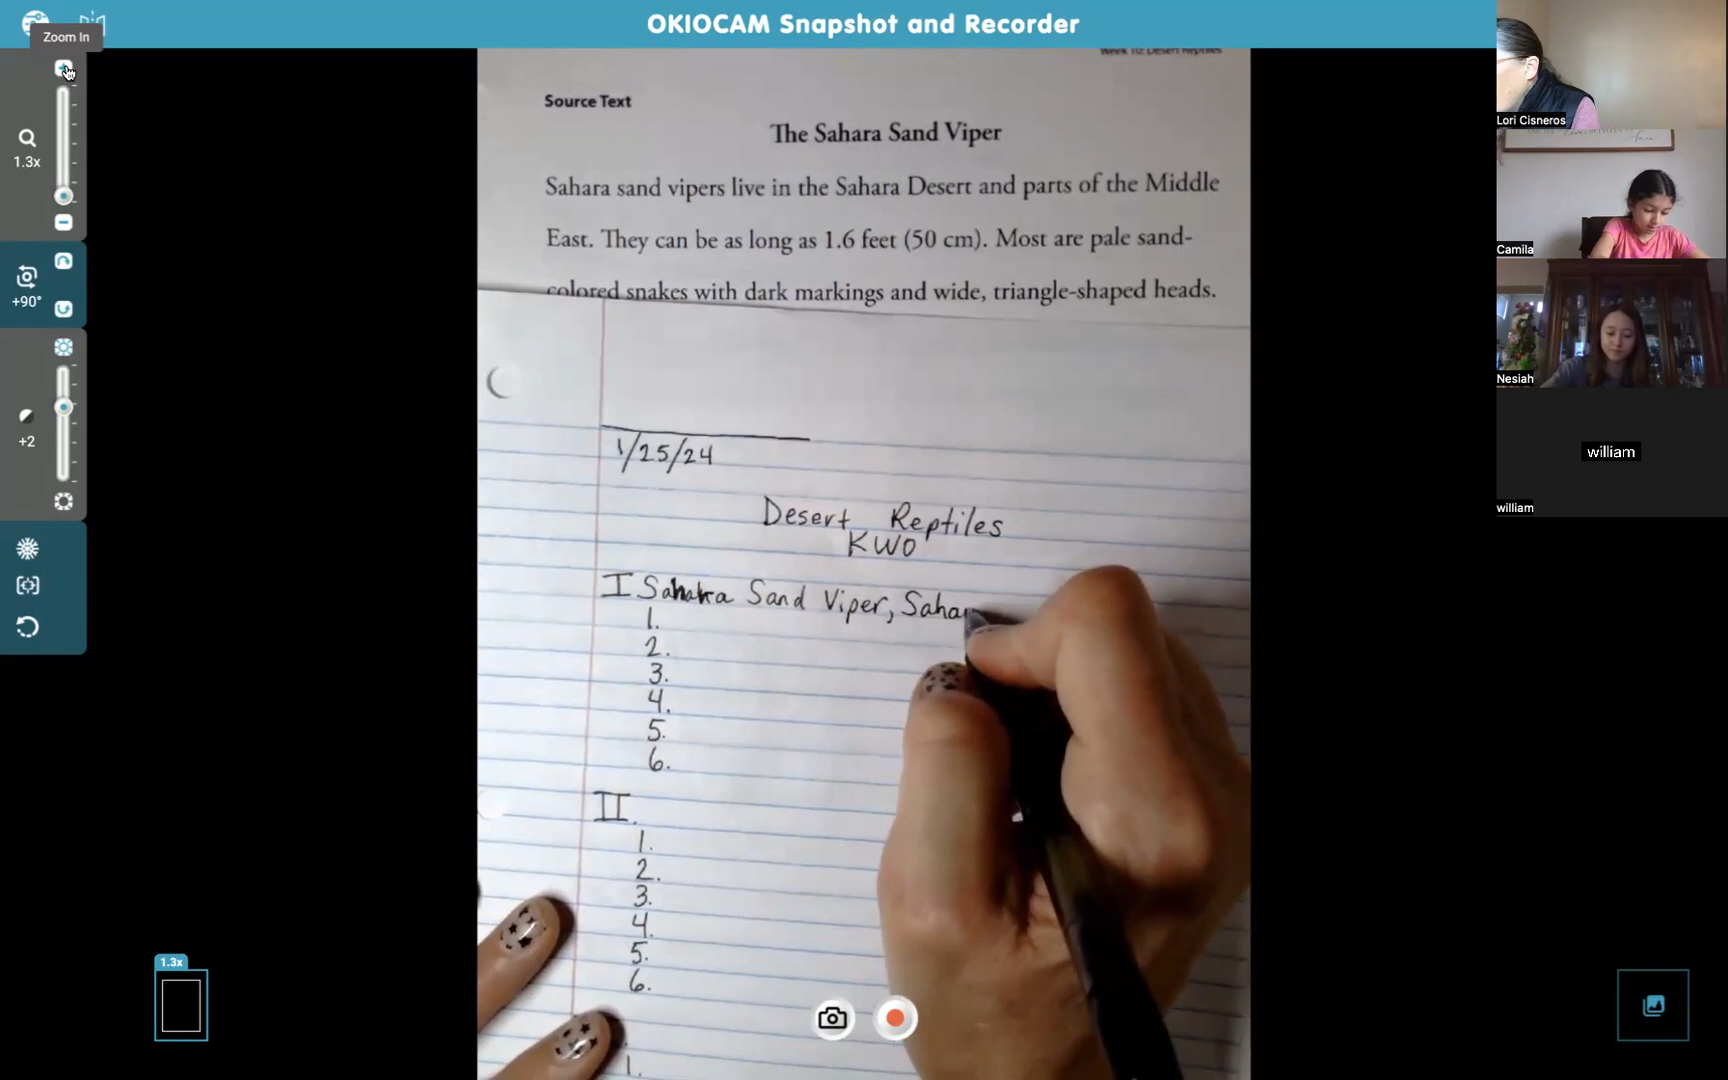 OKIOCAM Snapshot and Recorder
Zoom In
1.3x
+90°
+2
1.3x
Week 10: Desert Reptiles
Source Text
The Sahara Sand Viper
Sahara sand vipers live in the Sahara Desert and parts of the Middle
East. They can be as long as 1.6 feet (50 cm). Most are pale sand-
colored snakes with dark markings and wide, triangle-shaped heads.
1/25/24
Desert Reptiles
KWO
I Sahara Sand Viper, Saha
1.
2.
3.
4.
5.
6.
II.
1.
2.
3.
4.
5.
6.
1.
Lori Cisneros
Camila
Nesiah
william
william